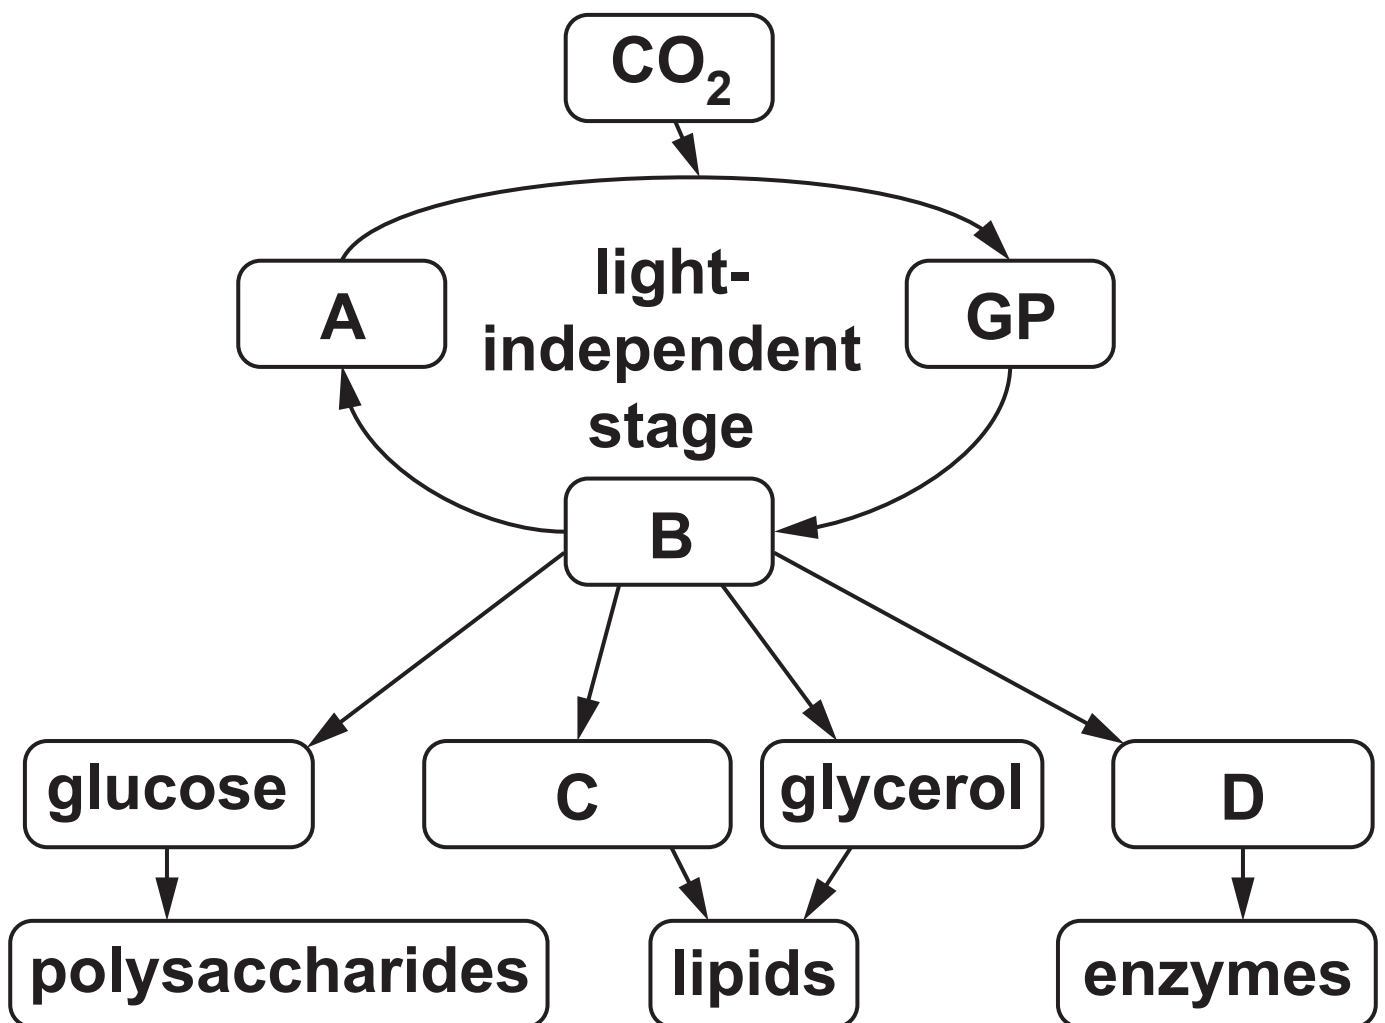 CO₂
A
light-
independent
stage
GP
B
glucose
C
glycerol
D
polysaccharides
lipids
enzymes